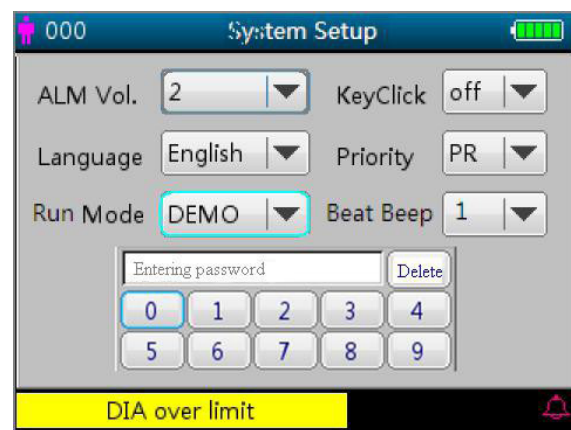 000 System Setup
ALM Vol. 2 KeyClick off
Language English Priority PR
Run Mode DEMO Beat Beep 1
Entering password Delete
0 1 2 3 4
5 6 7 8 9
DIA over limit